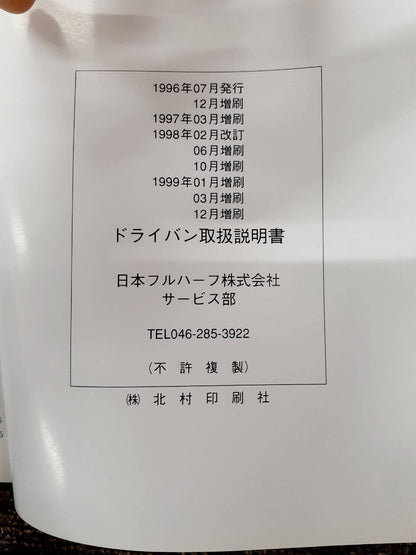 1996年07月発行
12月増刷
1997年03月増刷
1998年02月改訂
06月増刷
10月増刷
1999年01月増刷
03月増刷
12月増刷
ドライバン取扱説明書
日本フルハーフ株式会社
サービス部
TEL046-285-3922
(不 許 複 製)
㈱ 北 村 印 刷 社